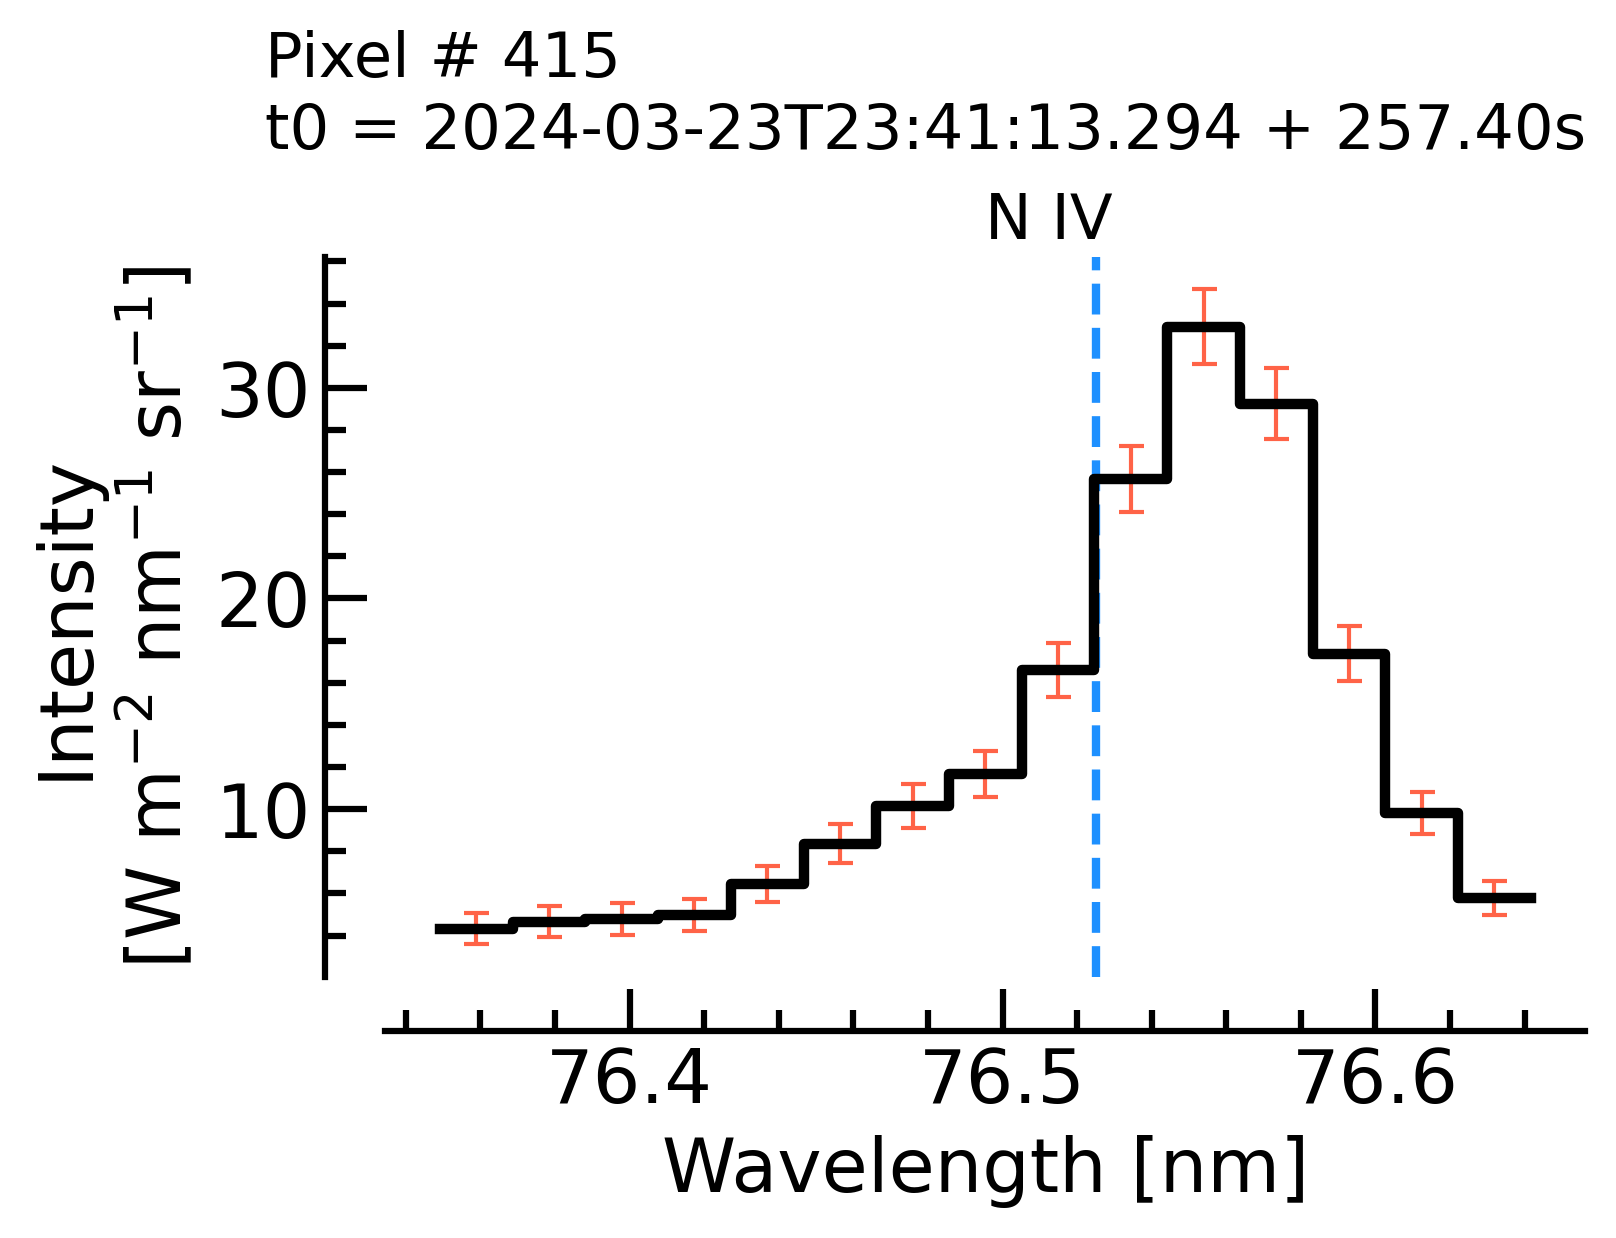 Pixel # 415
t0 = 2024-03-23T23:41:13.294 + 257.40s
N IV
Intensity
[W m⁻² nm⁻¹ sr⁻¹]
30
20
10
76.4 76.5 76.6
Wavelength [nm]